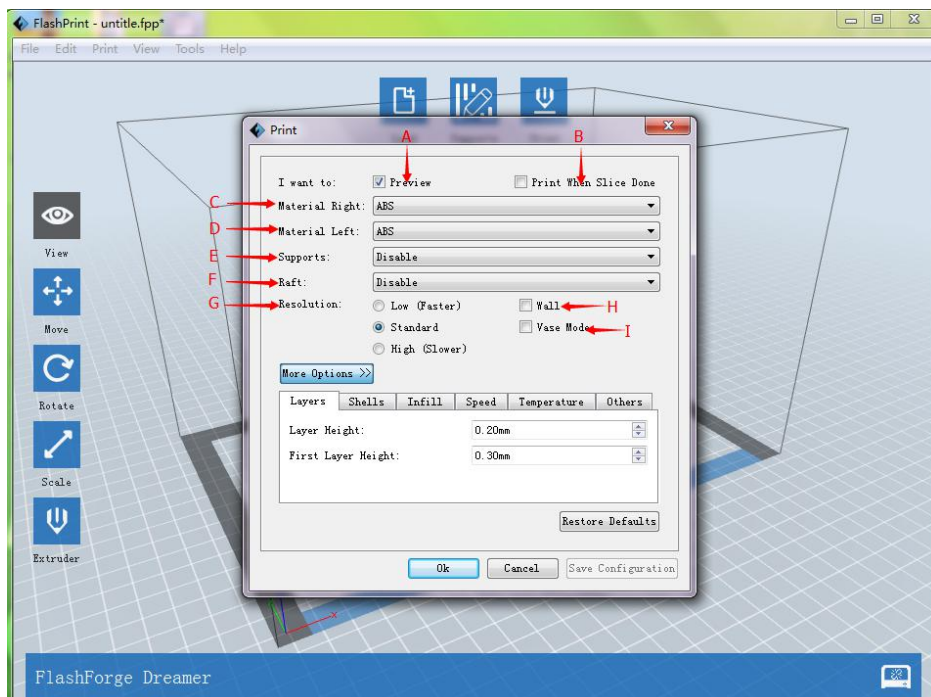 FlashPrint - untitle.fpp*
File Edit Print View Tools Help
Print
A
B
I want to: Preview Print When Slice Done
C Material Right: ABS
D Material Left: ABS
E Supports: Disable
F Raft: Disable
G Resolution: Low (Faster) Wall H
Standard Vase Mode I
High (Slower)
More Options >>
Layers Shells Infill Speed Temperature Others
Layer Height: 0.20mm
First Layer Height: 0.30mm
Restore Defaults
Ok Cancel Save Configuration
View
Move
Rotate
Scale
Extruder
x
FlashForge Dreamer